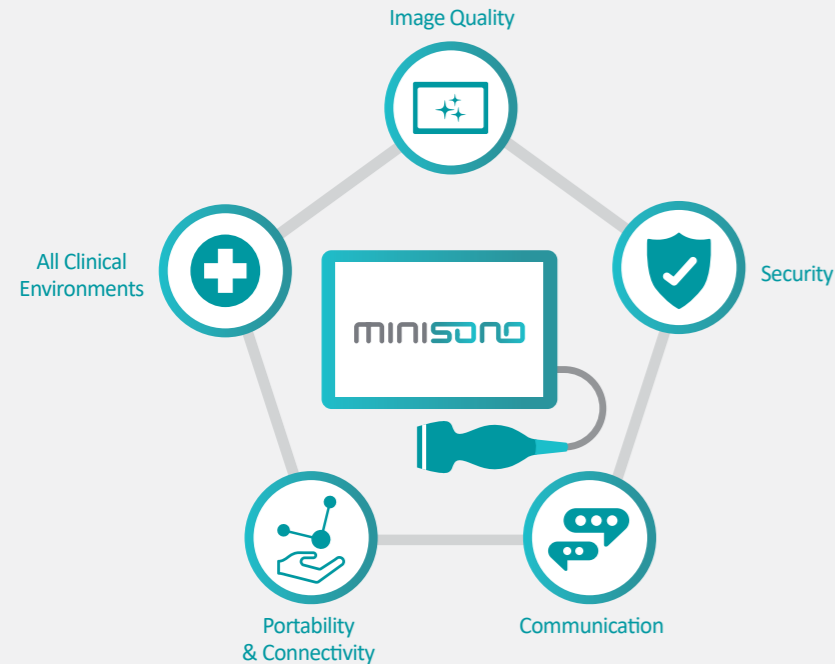 Image Quality
All Clinical
Environments
Security
minisono
Portability
& Connectivity
Communication